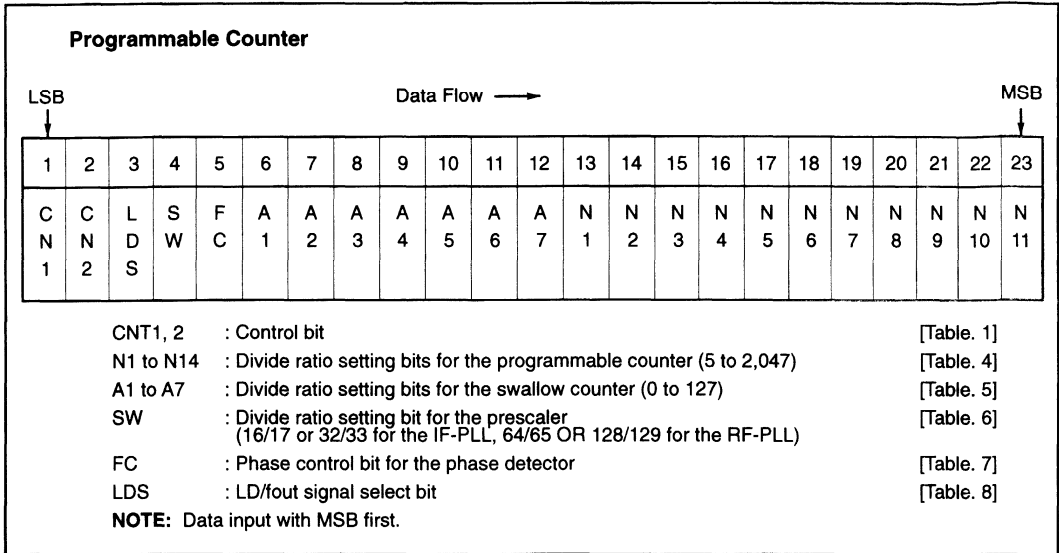 Programmable Counter
LSB Data Flow MSB
1 2 3 4 5 6 7 8 9 10 11 12 13 14 15 16 17 18 19 20 21 22 23
C C L S F A A A A A A A N N N N N N N N N N N
N N D W C 1 2 3 4 5 6 7 1 2 3 4 5 6 7 8 9 10 11
1 2 S
CNT1, 2 : Control bit [Table. 1]
N1 to N14 : Divide ratio setting bits for the programmable counter (5 to 2,047) [Table. 4]
A1 to A7 : Divide ratio setting bits for the swallow counter (0 to 127) [Table. 5]
SW : Divide ratio setting bit for the prescaler [Table. 6]
(16/17 or 32/33 for the IF-PLL, 64/65 OR 128/129 for the RF-PLL)
FC : Phase control bit for the phase detector [Table. 7]
LDS : LD/fout signal select bit [Table. 8]
NOTE: Data input with MSB first.